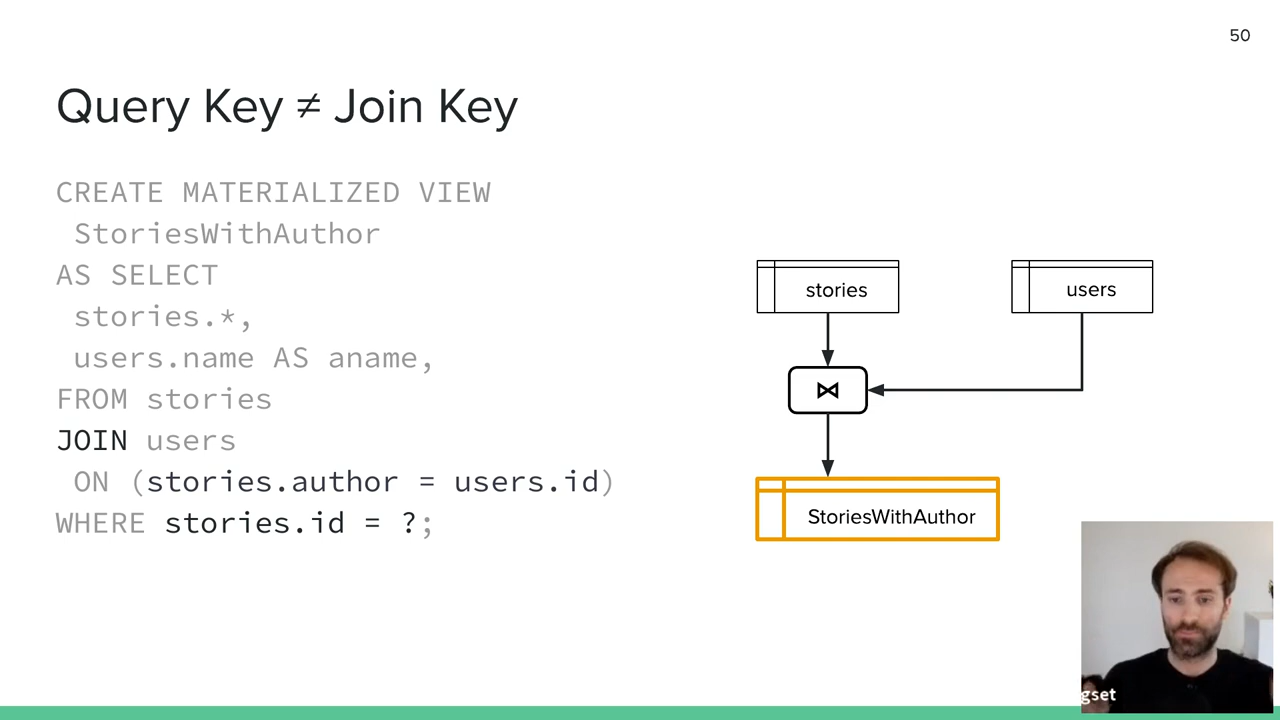 50
Query Key ≠ Join Key
CREATE MATERIALIZED VIEW
StoriesWithAuthor
AS SELECT
stories.*,
users.name AS aname,
FROM stories
JOIN users
ON (stories.author = users.id)
WHERE stories.id = ?;
stories
users
⋈
StoriesWithAuthor
gset